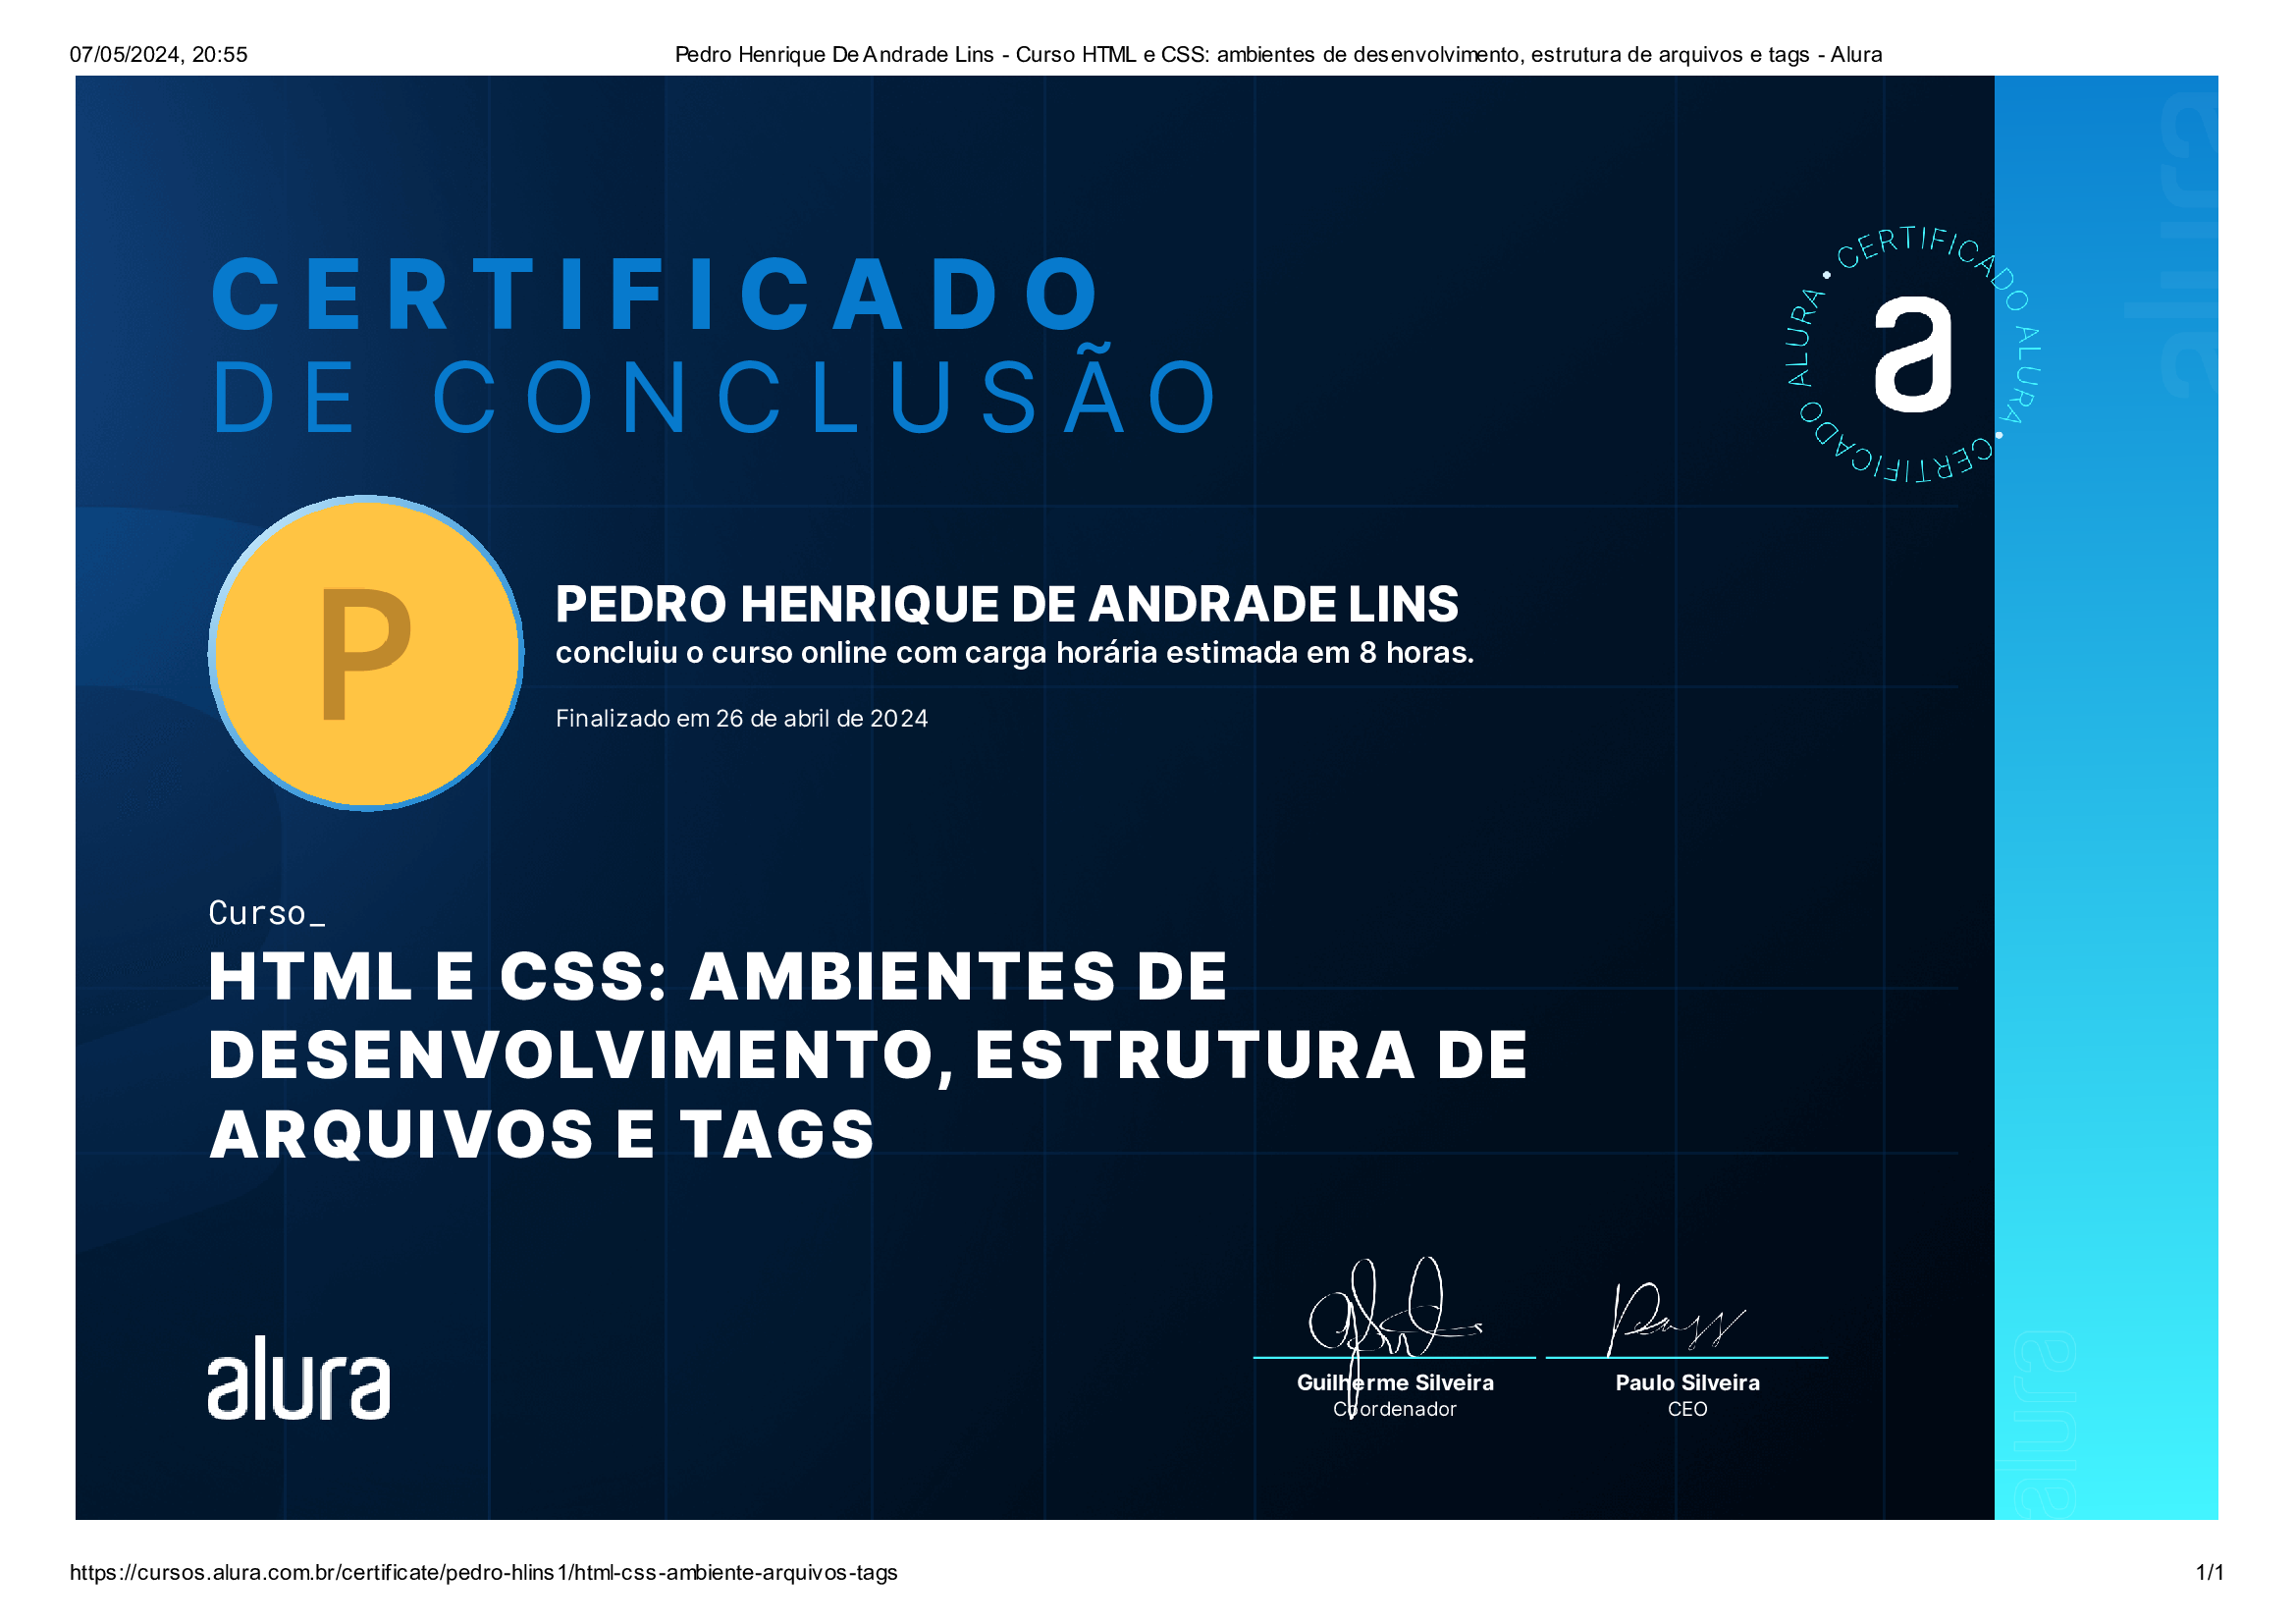 07/05/2024, 20:55
Pedro Henrique De Andrade Lins - Curso HTML e CSS: ambientes de desenvolvimento, estrutura de arquivos e tags - Alura
alura
CERTIFICADO
DE CONCLUSÃO
• CERTIFICADO ALURA • CERTIFICADO ALURA
a
P
PEDRO HENRIQUE DE ANDRADE LINS
concluiu o curso online com carga horária estimada em 8 horas.
Finalizado em 26 de abril de 2024
Curso_
HTML E CSS: AMBIENTES DE
DESENVOLVIMENTO, ESTRUTURA DE
ARQUIVOS E TAGS
alura
Guilherme Silveira
Coordenador
Paulo Silveira
CEO
alura
https://cursos.alura.com.br/certificate/pedro-hlins1/html-css-ambiente-arquivos-tags
1/1